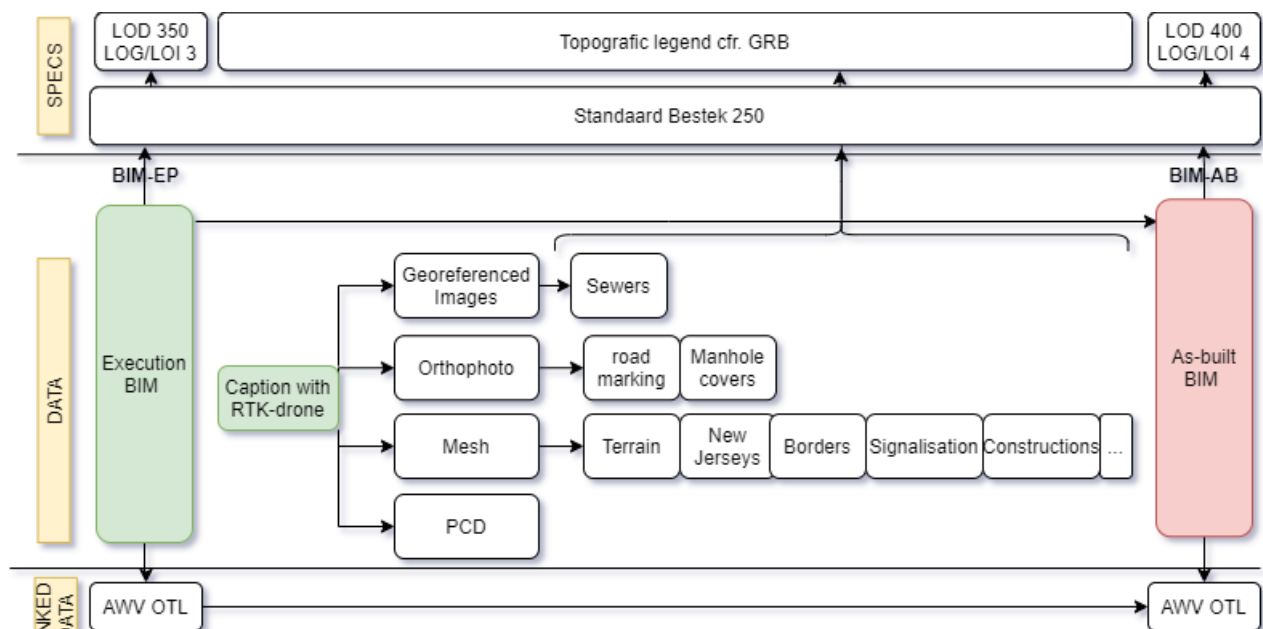 SPECS
LOD 350
LOG/LOI 3
Topografic legend cfr. GRB
LOD 400
LOG/LOI 4
Standaard Bestek 250
BIM-EP
BIM-AB
DATA
Execution
BIM
Caption with
RTK-drone
Georeferenced
Images
Sewers
Orthophoto
road
marking
Manhole
covers
Mesh
Terrain
New
Jerseys
Borders
Signalisation
Constructions
...
PCD
As-built
BIM
AWV OTL
AWV OTL